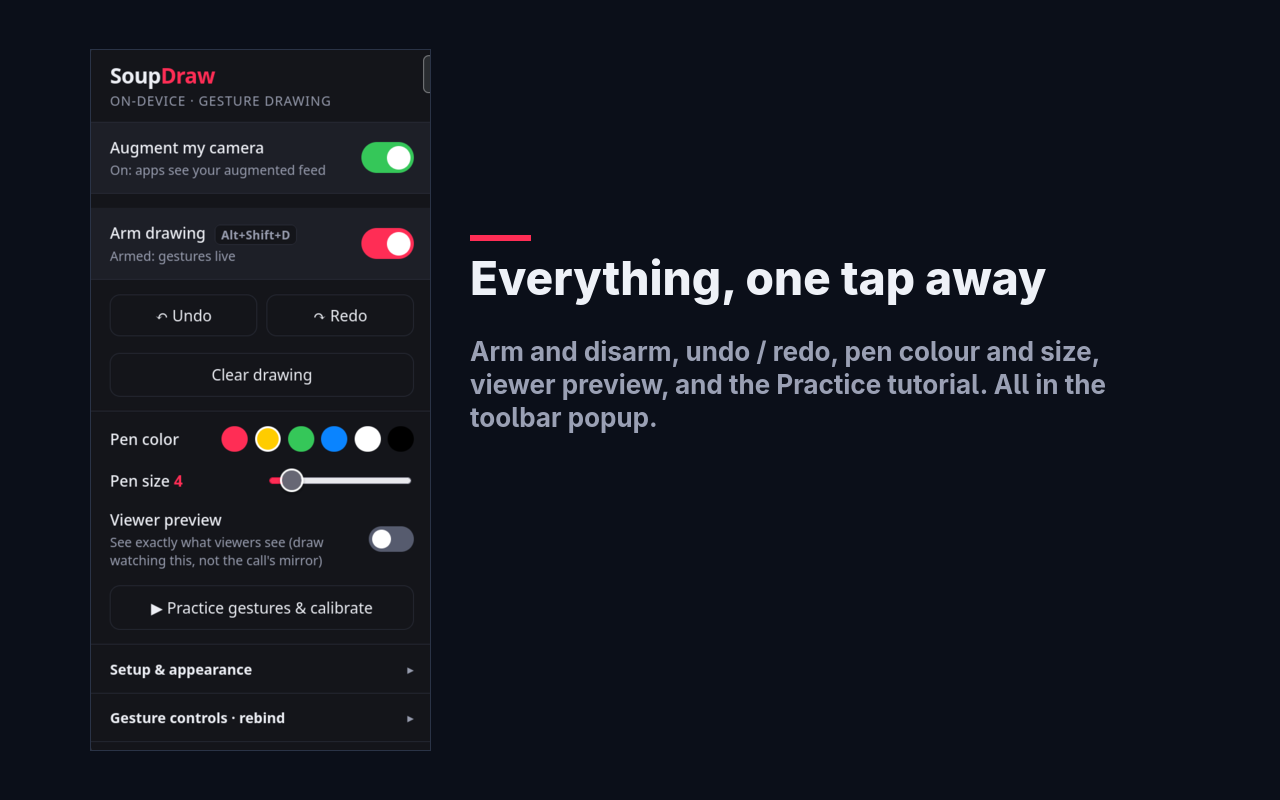 SoupDraw
ON-DEVICE · GESTURE DRAWING
Augment my camera
On: apps see your augmented feed
Arm drawing Alt+Shift+D
Armed: gestures live
↶ Undo
↷ Redo
Clear drawing
Pen color
Pen size 4
Viewer preview
See exactly what viewers see (draw
watching this, not the call's mirror)
▶ Practice gestures & calibrate
Setup & appearance ▸
Gesture controls · rebind ▸
Everything, one tap away
Arm and disarm, undo / redo, pen colour and size,
viewer preview, and the Practice tutorial. All in the
toolbar popup.